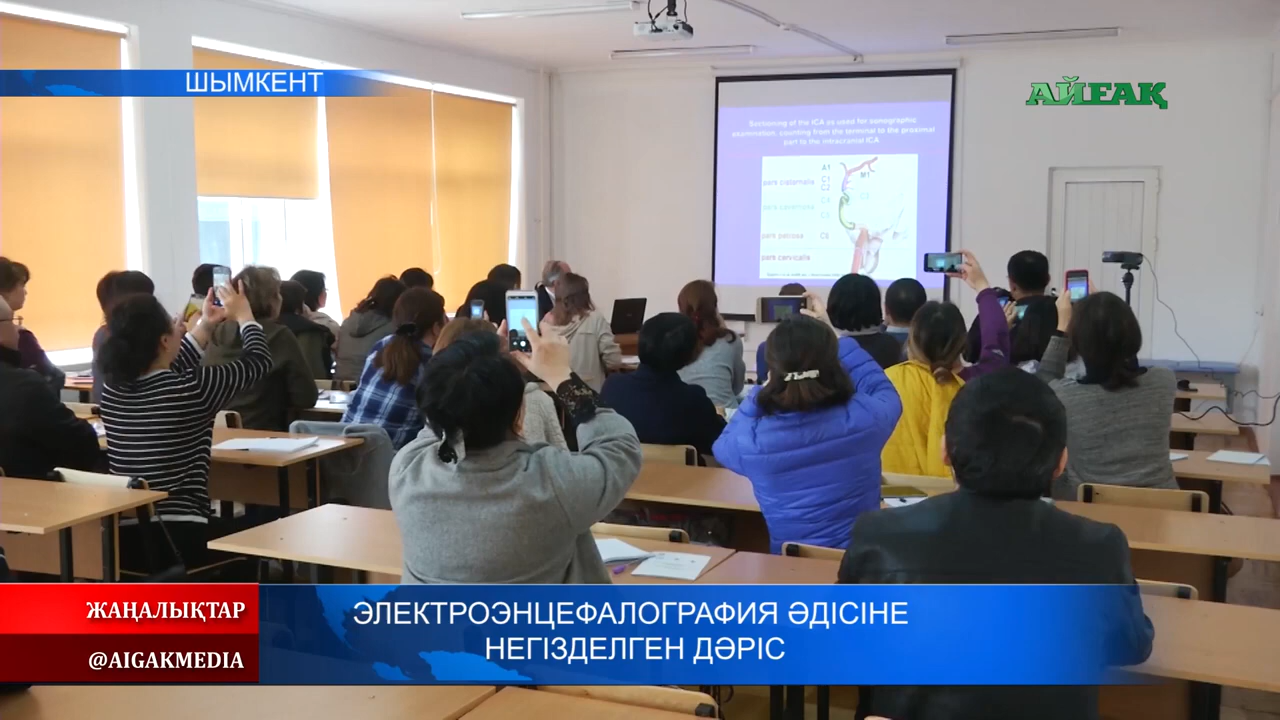 ШЫМКЕНТ
АЙҒАҚ
Sectioning of the ICA as used for sonographic
examination, counting from the terminal to the proximal
part to the intracranial ICA
A1
M1
pars cisternalis
C1
C2
pars cavernosa
pars petrosa
C6
pars cervicalis
ЖАҢАЛЫҚТАР
@AIGAKMEDIA
ЭЛЕКТРОЭНЦЕФАЛОГРАФИЯ ӘДІСІНЕ
НЕГІЗДЕЛГЕН ДӘРІС